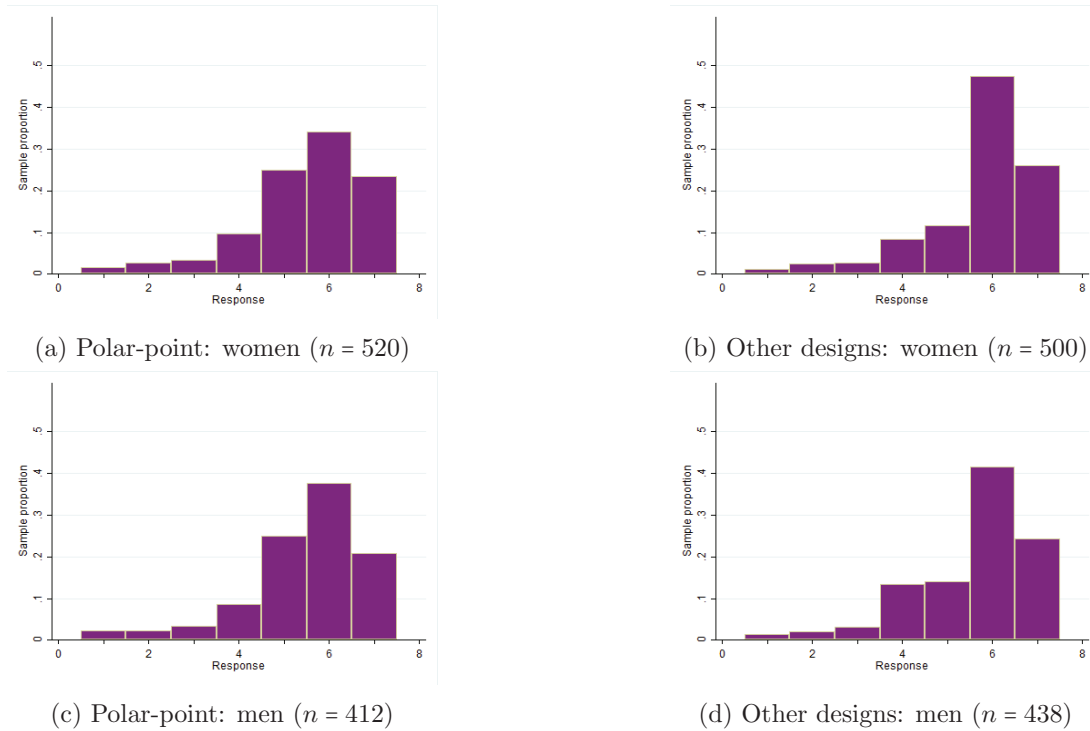 Sample proportion
0 .1 .2 .3 .4 .5
0 2 4 6 8
Response
(a) Polar-point: women (n = 520)
Sample proportion
0 .1 .2 .3 .4 .5
0 2 4 6 8
Response
(b) Other designs: women (n = 500)
Sample proportion
0 .1 .2 .3 .4 .5
0 2 4 6 8
Response
(c) Polar-point: men (n = 412)
Sample proportion
0 .1 .2 .3 .4 .5
0 2 4 6 8
Response
(d) Other designs: men (n = 438)